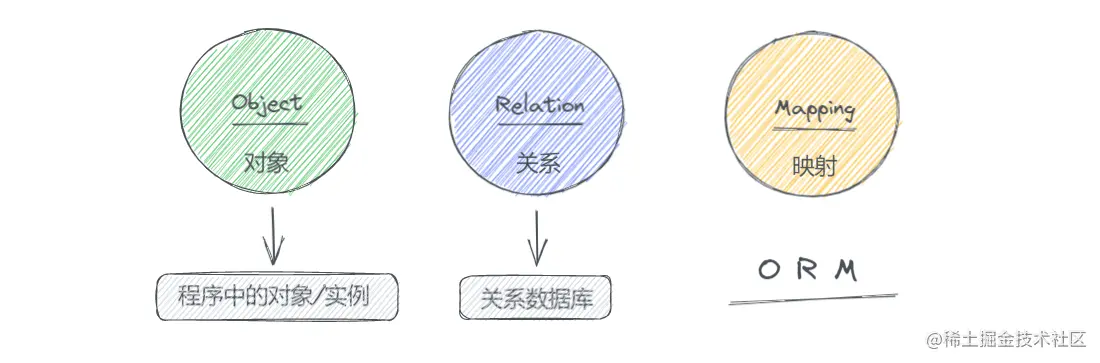 Object
对象
Relation
关系
Mapping
映射
程序中的对象/实例
关系数据库
O R M
@稀土掘金技术社区